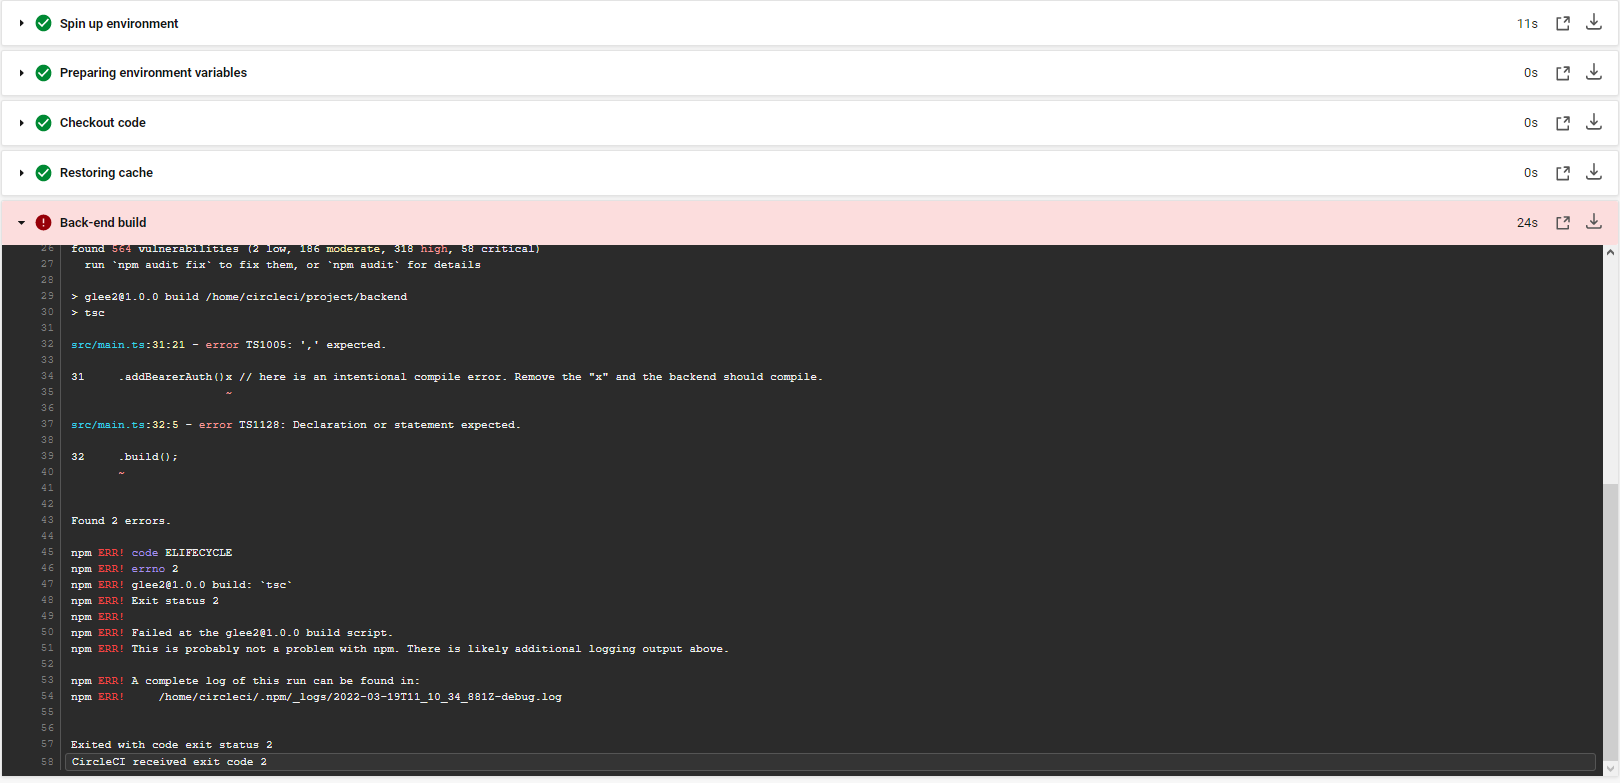 Spin up environment 11s
Preparing environment variables 0s
Checkout code 0s
Restoring cache 0s
Back-end build 24s
26 found 564 vulnerabilities (2 low, 186 moderate, 318 high, 58 critical)
27   run `npm audit fix` to fix them, or `npm audit` for details
28
29 > glee2@1.0.0 build /home/circleci/project/backend
30 > tsc
31
32 src/main.ts:31:21 - error TS1005: ',' expected.
33
34 31     .addBearerAuth()x // here is an intentional compile error. Remove the "x" and the backend should compile.
35                        ~
36
37 src/main.ts:32:5 - error TS1128: Declaration or statement expected.
38
39 32     .build();
40        ~
41
42
43 Found 2 errors.
44
45 npm ERR! code ELIFECYCLE
46 npm ERR! errno 2
47 npm ERR! glee2@1.0.0 build: `tsc`
48 npm ERR! Exit status 2
49 npm ERR!
50 npm ERR! Failed at the glee2@1.0.0 build script.
51 npm ERR! This is probably not a problem with npm. There is likely additional logging output above.
52
53 npm ERR! A complete log of this run can be found in:
54 npm ERR!     /home/circleci/.npm/_logs/2022-03-19T11_10_34_881Z-debug.log
55
56
57 Exited with code exit status 2
58 CircleCI received exit code 2